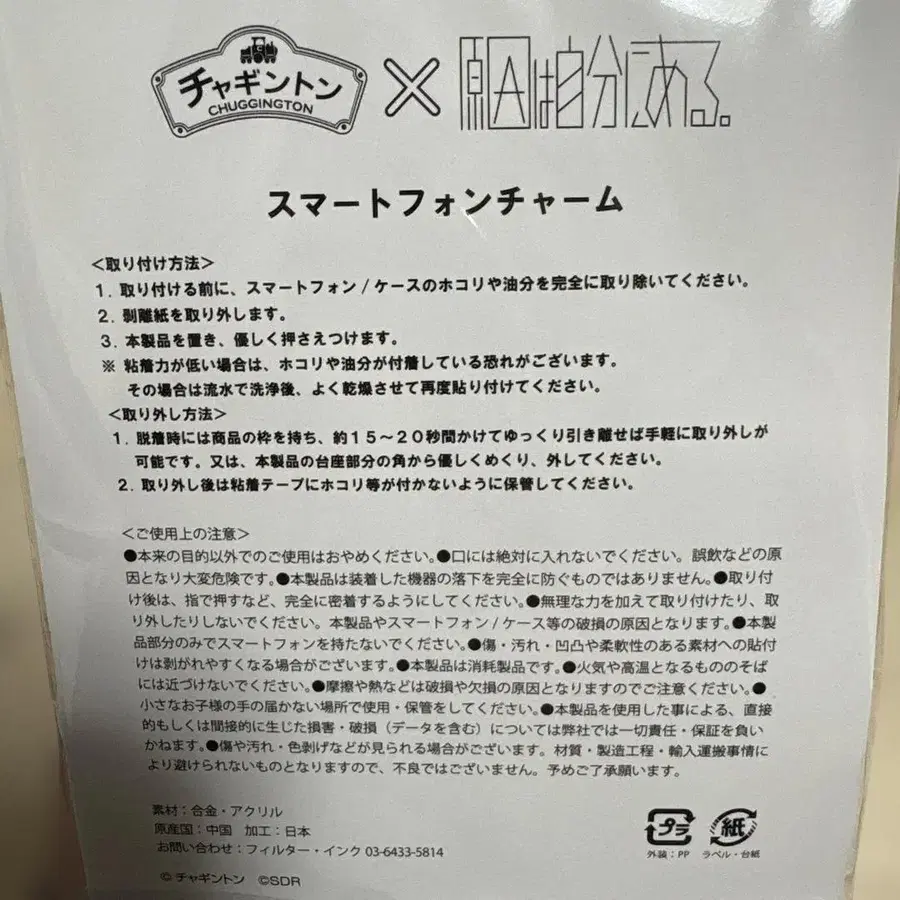 チャギントン
CHUGGINGTON
×
原因は自分にある。
スマートフォンチャーム
＜取り付け方法＞
1. 取り付ける前に、スマートフォン / ケースのホコリや油分を完全に取り除いてください。
2. 剥離紙を取り外します。
3. 本製品を置き、優しく押さえつけます。
※ 粘着力が低い場合は、ホコリや油分が付着している恐れがございます。
その場合は流水で洗浄後、よく乾燥させて再度貼り付けてください。
＜取り外し方法＞
1. 脱着時には商品の枠を持ち、約15～20秒間かけてゆっくり引き離せば手軽に取り外しが
可能です。又は、本製品の台座部分の角から優しくめくり、外してください。
2. 取り外し後は粘着テープにホコリ等が付かないように保管してください。
＜ご使用上の注意＞
●本来の目的以外でのご使用はおやめください。●口には絶対に入れないでください。誤飲などの原
因となり大変危険です。●本製品は装着した機器の落下を完全に防ぐものではありません。●取り付
け後は、指で押すなど、完全に密着するようにしてください。●無理な力を加えて取り付けたり、取
り外したりしないでください。本製品やスマートフォン / ケース等の破損の原因となります。●本製
品部分のみでスマートフォンを持たないでください。●傷・汚れ・凹凸や柔軟性のある素材への貼付
けは剥がれやすくなる場合がございます。●本製品は消耗製品です。●火気や高温となるもののそば
には近づけないでください。●摩擦や熱などは破損や欠損の原因となりますのでご注意ください。●
小さなお子様の手の届かない場所で使用・保管をしてください。●本製品を使用した事による、直接
的もしくは間接的に生じた損害・破損（データを含む）については弊社では一切責任・保証を負い
かねます。●傷や汚れ・色剥げなどが見られる場合がございます。材質・製造工程・輸入運搬事情に
より避けられないものとなりますので、不良ではございません。予めご了承願います。
素材：合金・アクリル
原産国：中国 加工：日本
お問い合わせ：フィルター・インク 03-6433-5814
© チャギントン ©SDR
プラ
外装：PP
紙
ラベル・台紙